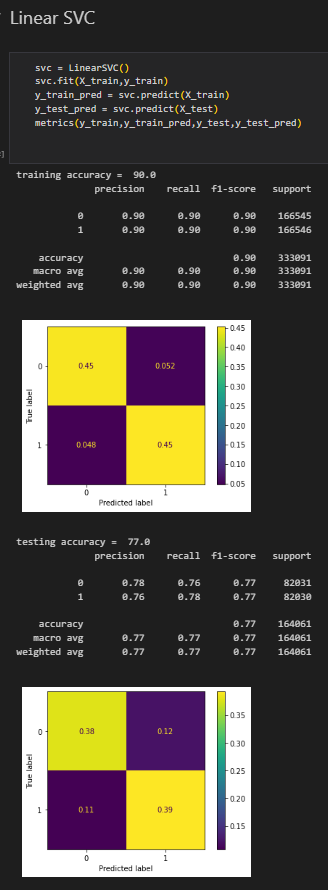 Linear SVC
svc = LinearSVC()
svc.fit(X_train,y_train)
y_train_pred = svc.predict(X_train)
y_test_pred = svc.predict(X_test)
metrics(y_train,y_train_pred,y_test,y_test_pred)
training accuracy = 90.0
precision recall f1-score support
0 0.90 0.90 0.90 166545
1 0.90 0.90 0.90 166546
accuracy 0.90 333091
macro avg 0.90 0.90 0.90 333091
weighted avg 0.90 0.90 0.90 333091
0.45
0.40
0.35
0.30
0.25
0.20
0.15
0.10
0.05
True label
0 0.45 0.052
1 0.048 0.45
0 1
Predicted label
testing accuracy = 77.0
precision recall f1-score support
0 0.78 0.76 0.77 82031
1 0.76 0.78 0.77 82030
accuracy 0.77 164061
macro avg 0.77 0.77 0.77 164061
weighted avg 0.77 0.77 0.77 164061
0.35
0.30
0.25
0.20
0.15
True label
0 0.38 0.12
1 0.11 0.39
0 1
Predicted label